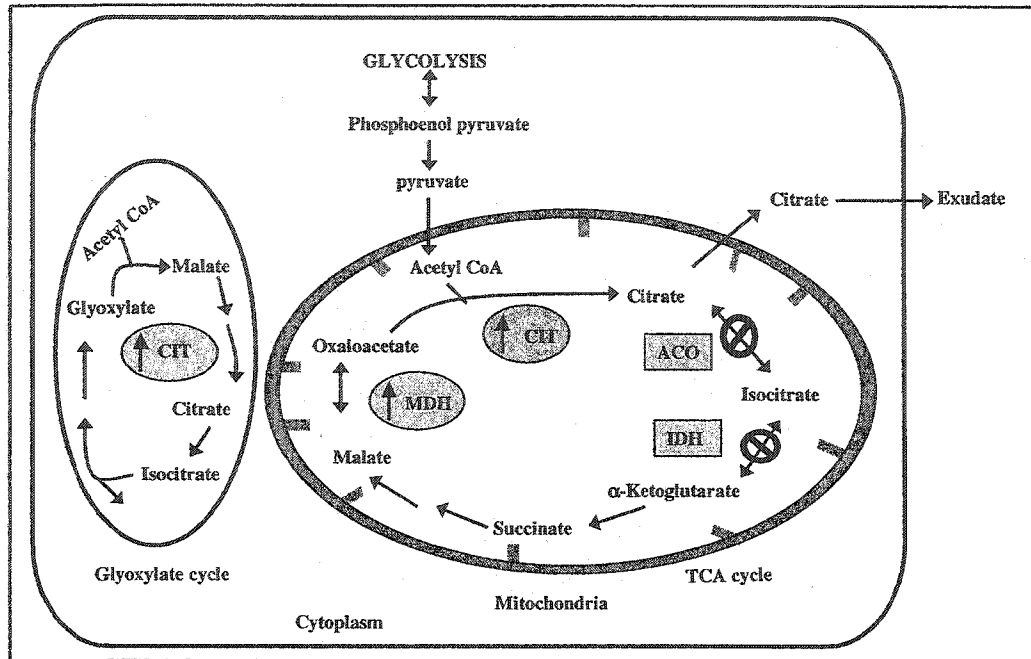 GLYCOLYSIS
Phosphoenol pyruvate
pyruvate
Citrate
Exudate
Acetyl CoA
Malate
Glyoxylate
CIT
Citrate
Isocitrate
Glyoxylate cycle
Acetyl CoA
Citrate
CIT
Oxaloacetate
ACO
MDH
Isocitrate
IDH
Malate
α-Ketoglutarate
Succinate
TCA cycle
Mitochondria
Cytoplasm